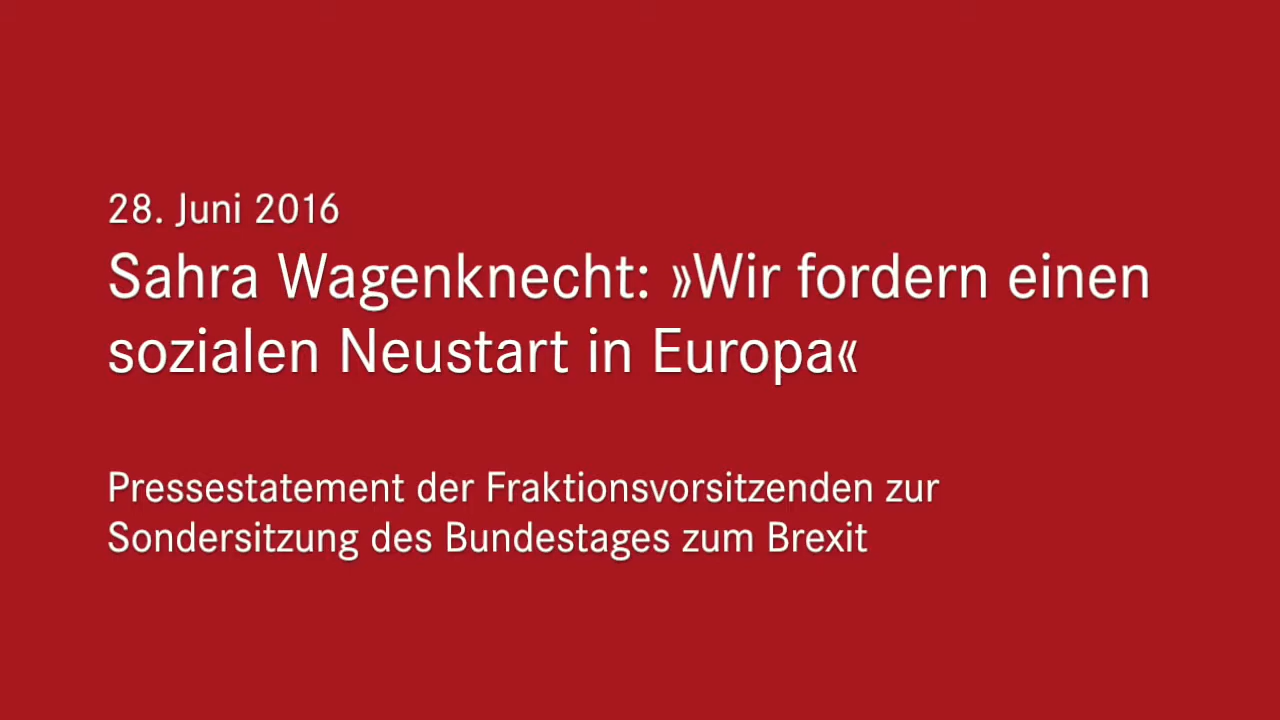 28. Juni 2016
Sahra Wagenknecht: »Wir fordern einen
sozialen Neustart in Europa«
Pressestatement der Fraktionsvorsitzenden zur
Sondersitzung des Bundestages zum Brexit